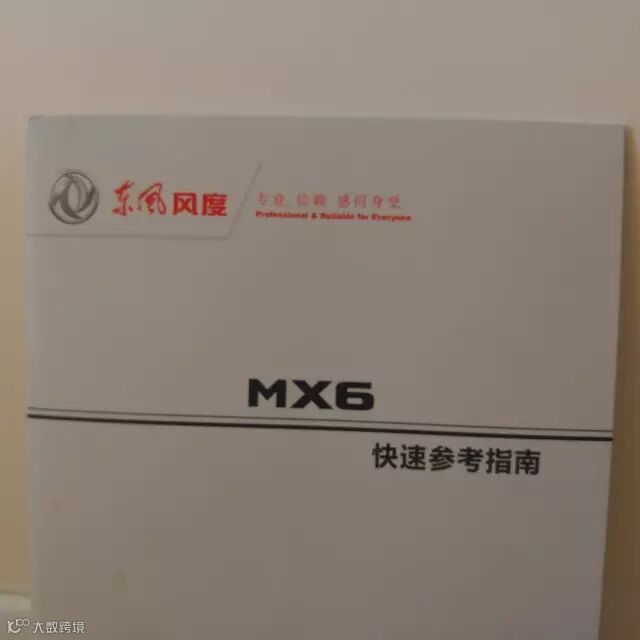 东风风度
专业 信赖 感同身受
Professional & Reliable for Everyone
MX6
快速参考指南
大数跨境